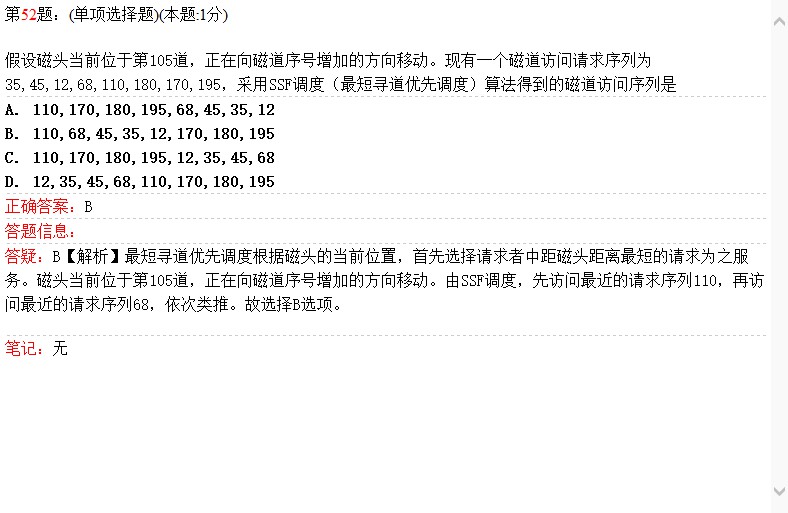 第52题：(单项选择题)(本题:1分)
假设磁头当前位于第105道，正在向磁道序号增加的方向移动。现有一个磁道访问请求序列为
35,45,12,68,110,180,170,195，采用SSF调度（最短寻道优先调度）算法得到的磁道访问序列是
A. 110,170,180,195,68,45,35,12
B. 110,68,45,35,12,170,180,195
C. 110,170,180,195,12,35,45,68
D. 12,35,45,68,110,170,180,195
正确答案：B
答题信息：
答疑：B【解析】最短寻道优先调度根据磁头的当前位置，首先选择请求者中距磁头距离最短的请求为之服
务。磁头当前位于第105道，正在向磁道序号增加的方向移动。由SSF调度，先访问最近的请求序列110，再访
问最近的请求序列68，依次类推。故选择B选项。
笔记：无